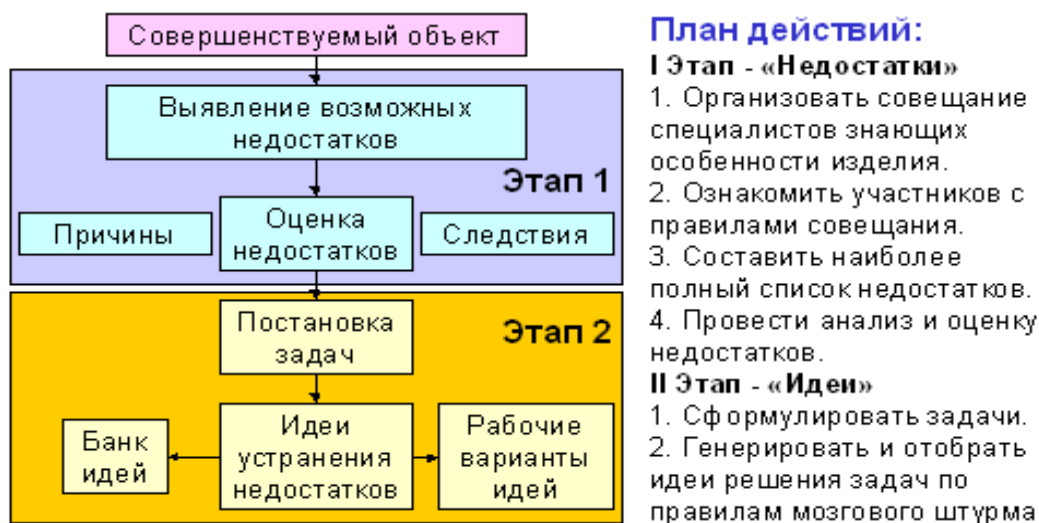 Совершенствуемый объект
Выявление возможных
недостатков
Этап 1
Причины
Оценка
недостатков
Следствия
Постановка
задач
Этап 2
Банк
идей
Идеи
устранения
недостатков
Рабочие
варианты
идей
План действий:
I Этап - «Недостатки»
1. Организовать совещание
специалистов знающих
особенности изделия.
2. Ознакомить участников с
правилами совещания.
3. Составить наиболее
полный список недостатков.
4. Провести анализ и оценку
недостатков.
II Этап - «Идеи»
1. Сформулировать задачи.
2. Генерировать и отобрать
идеи решения задач по
правилам мозгового штурма